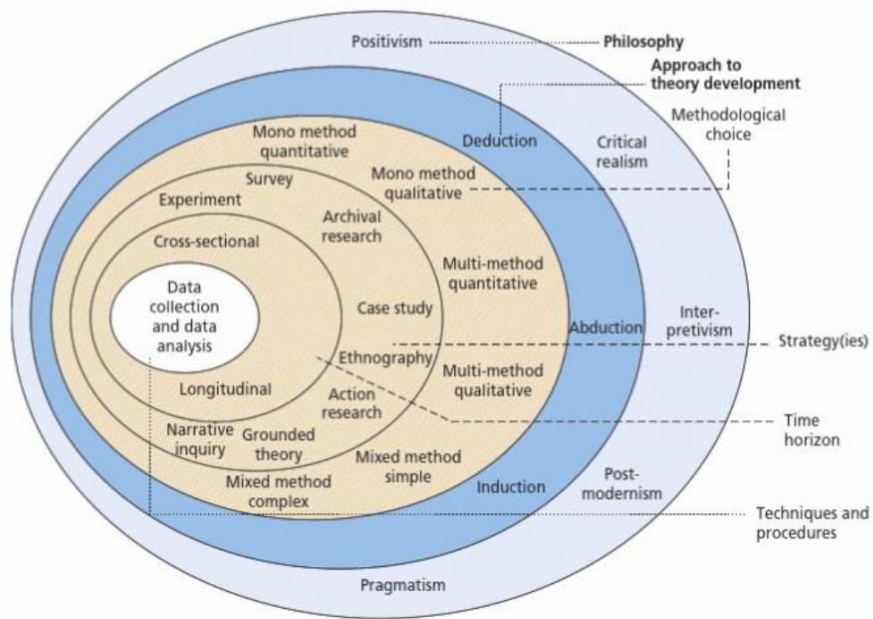 Positivism
Philosophy
Approach to
theory development
Methodological
choice
Mono method
quantitative
Deduction
Critical
realism
Mono method
qualitative
Survey
Experiment
Archival
research
Cross-sectional
Multi-method
quantitative
Data
collection
and data
analysis
Case study
Abduction
Inter-
pretivism
Strategy(ies)
Ethnography
Multi-method
qualitative
Longitudinal
Action
research
Time
horizon
Narrative
inquiry
Grounded
theory
Mixed method
simple
Mixed method
complex
Induction
Post-
modernism
Techniques and
procedures
Pragmatism